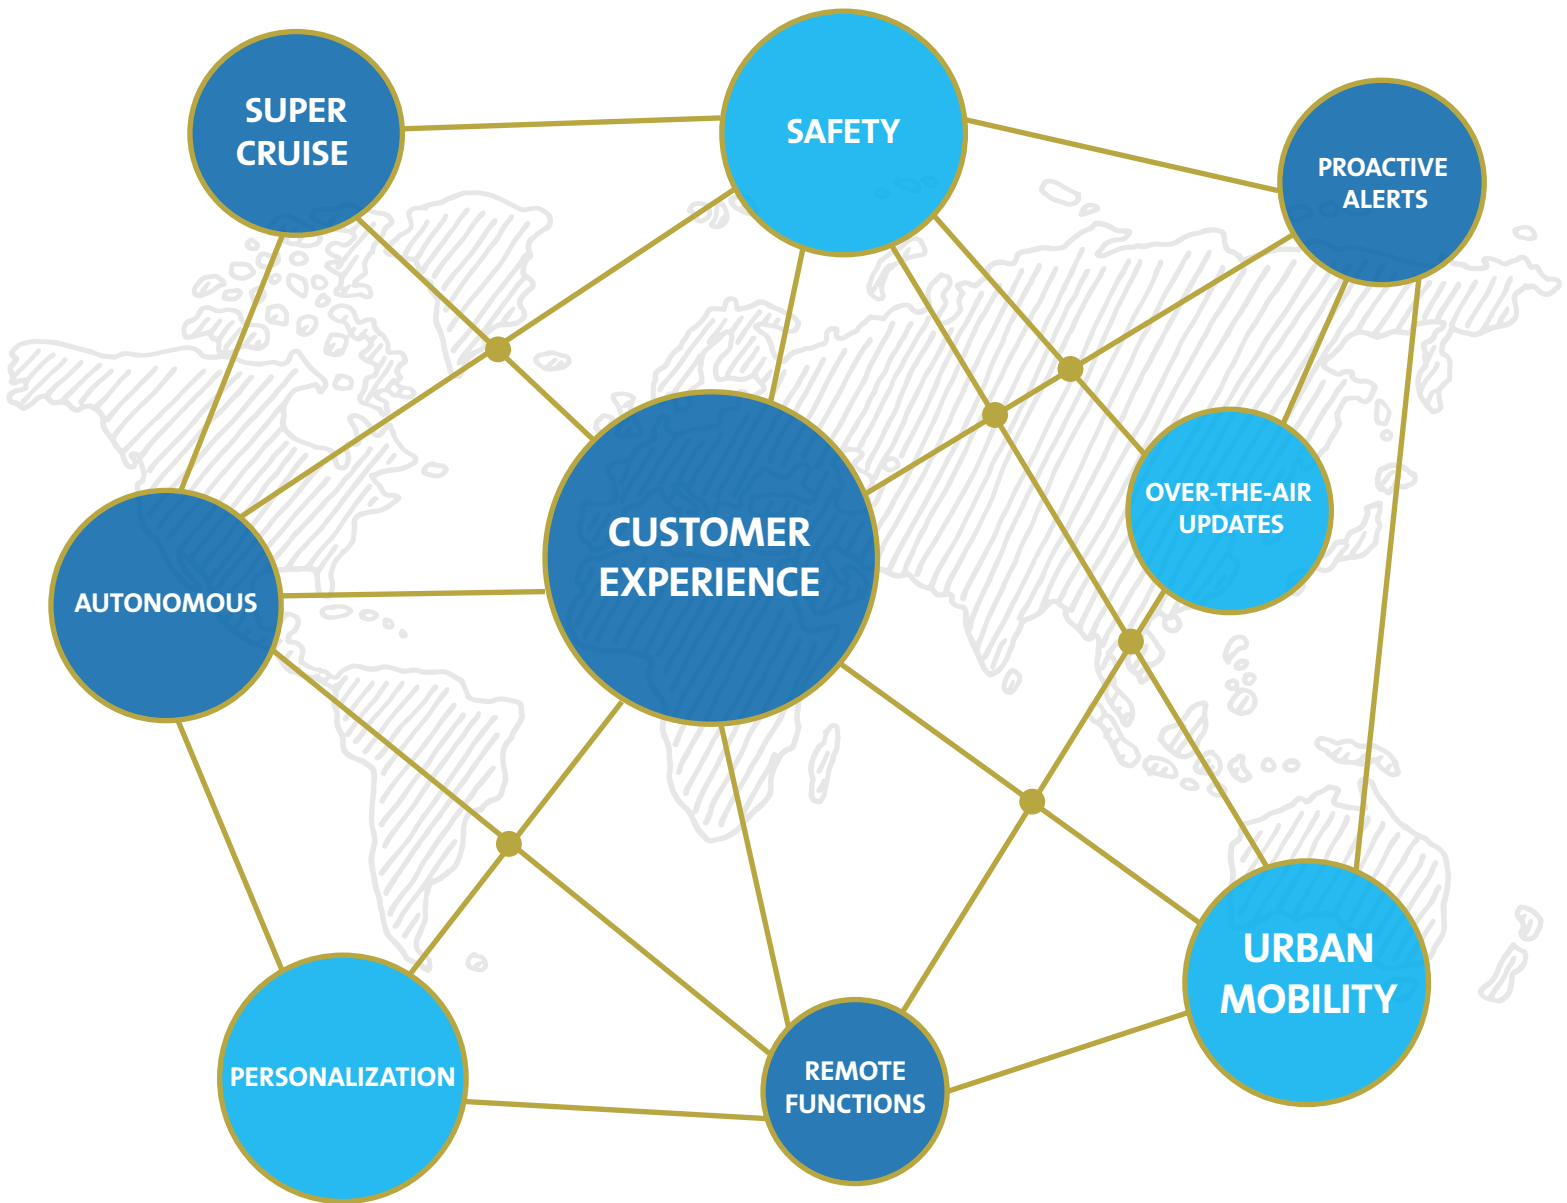 SUPER
CRUISE
SAFETY
PROACTIVE
ALERTS
OVER-THE-AIR
UPDATES
CUSTOMER
EXPERIENCE
AUTONOMOUS
URBAN
MOBILITY
PERSONALIZATION
REMOTE
FUNCTIONS